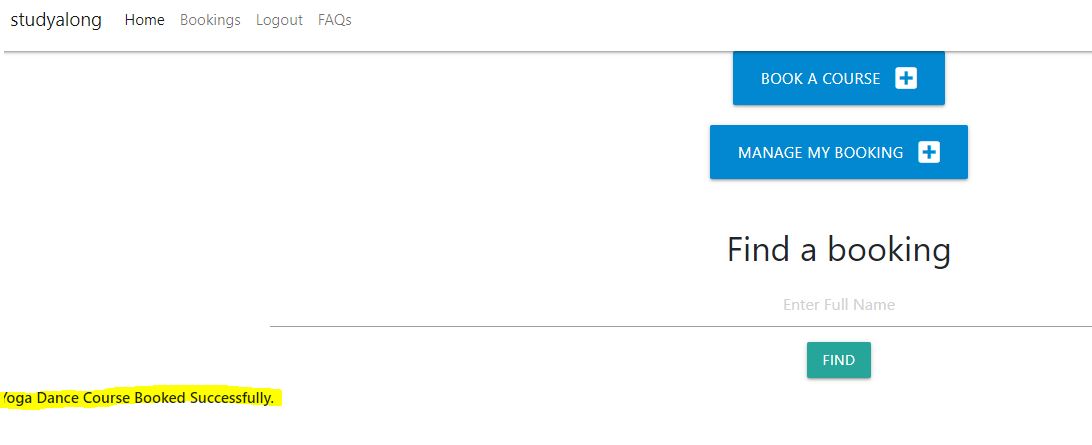 studyalong Home Bookings Logout FAQs
BOOK A COURSE
MANAGE MY BOOKING
Find a booking
Enter Full Name
FIND
Yoga Dance Course Booked Successfully.